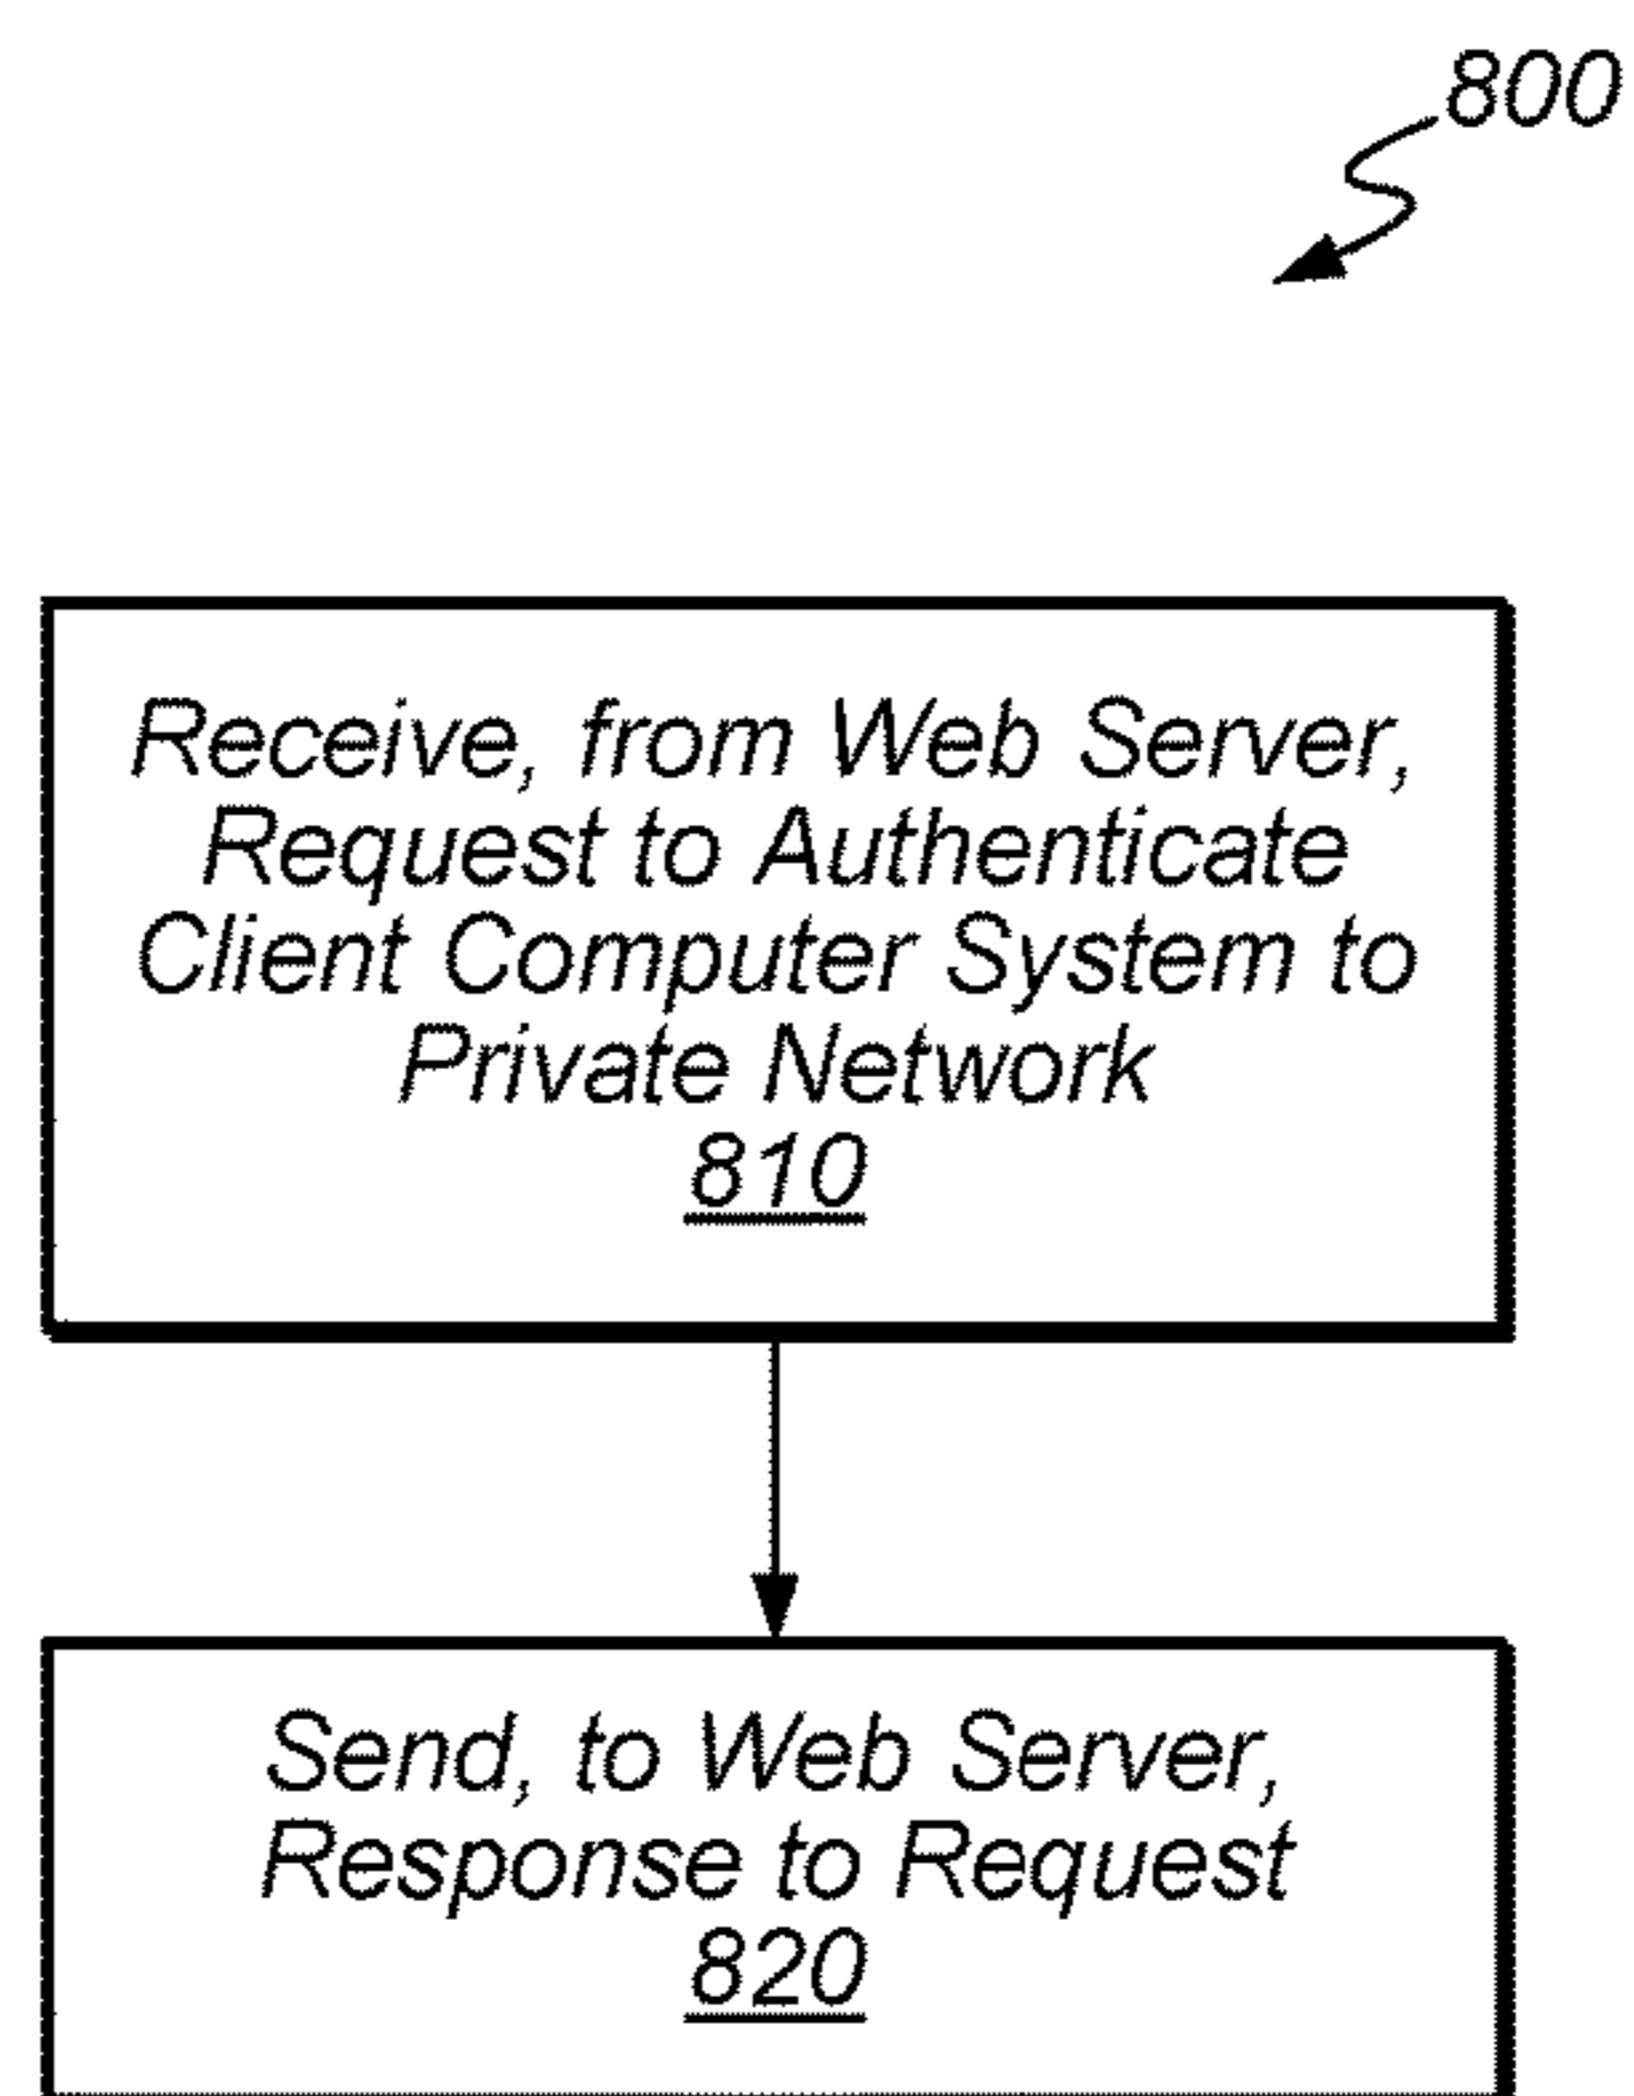 800
Receive, from Web Server,
Request to Authenticate
Client Computer System to
Private Network
810
Send, to Web Server,
Response to Request
820